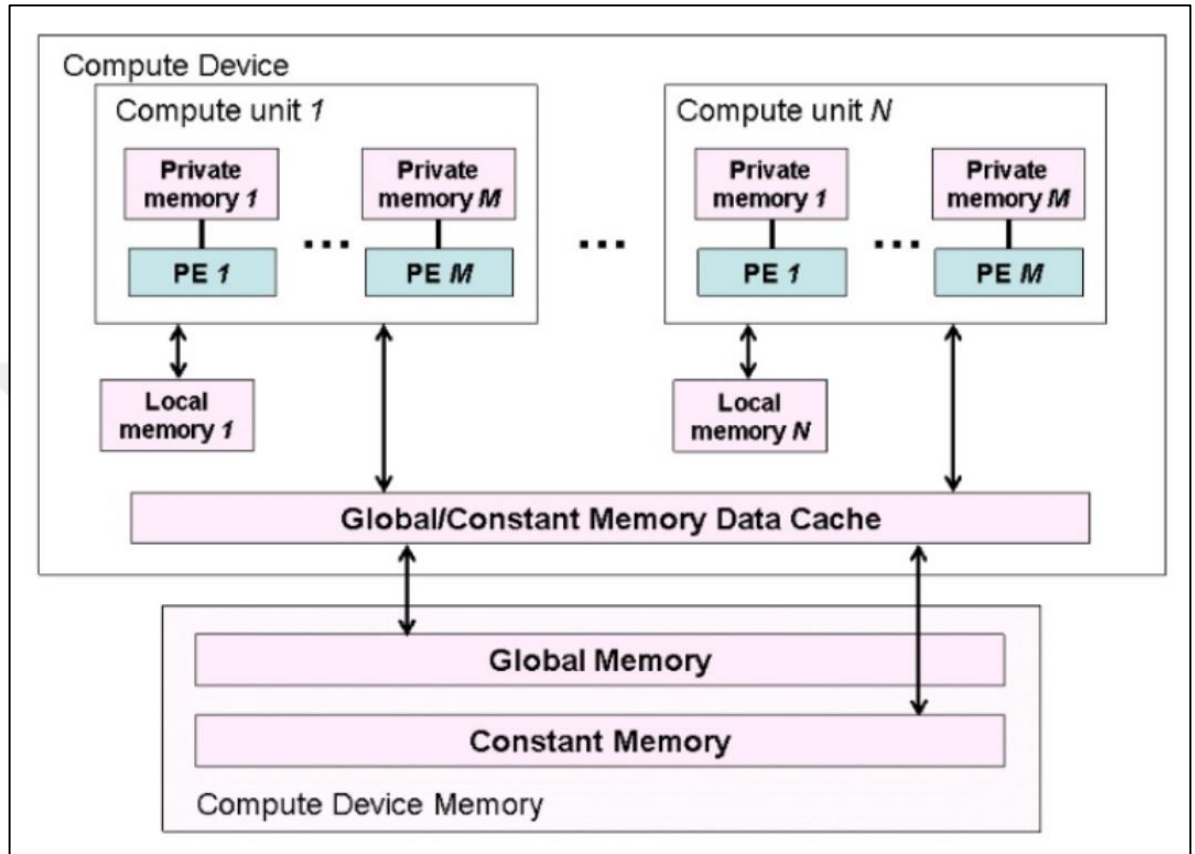 Compute Device
Compute unit 1
Compute unit N
Private
memory 1
Private
memory M
Private
memory 1
Private
memory M
...
...
...
PE 1
PE M
PE 1
PE M
Local
memory 1
Local
memory N
Global/Constant Memory Data Cache
Global Memory
Constant Memory
Compute Device Memory